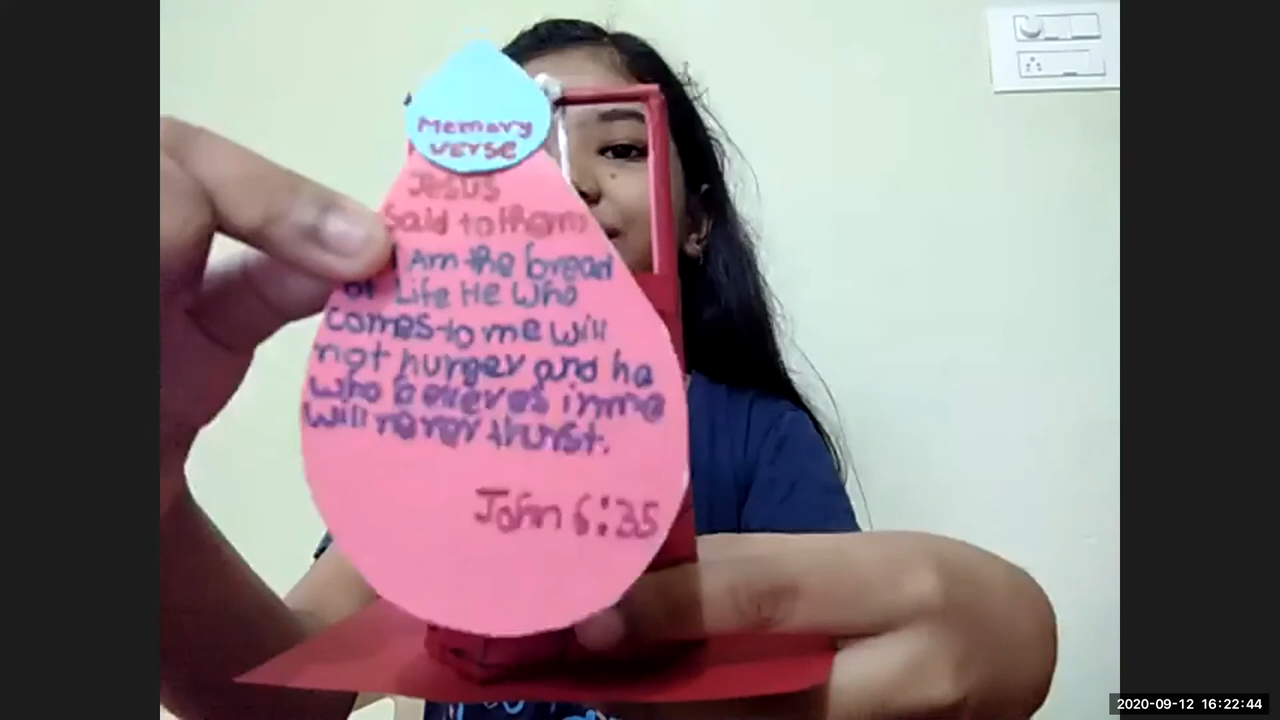 Memory
verse
Jesus
Said to them
I Am the bread
of Life He Who
comes to me will
not hunger and he
who believes in me
will never thirst.
John 6:35
2020-09-12 16:22:44